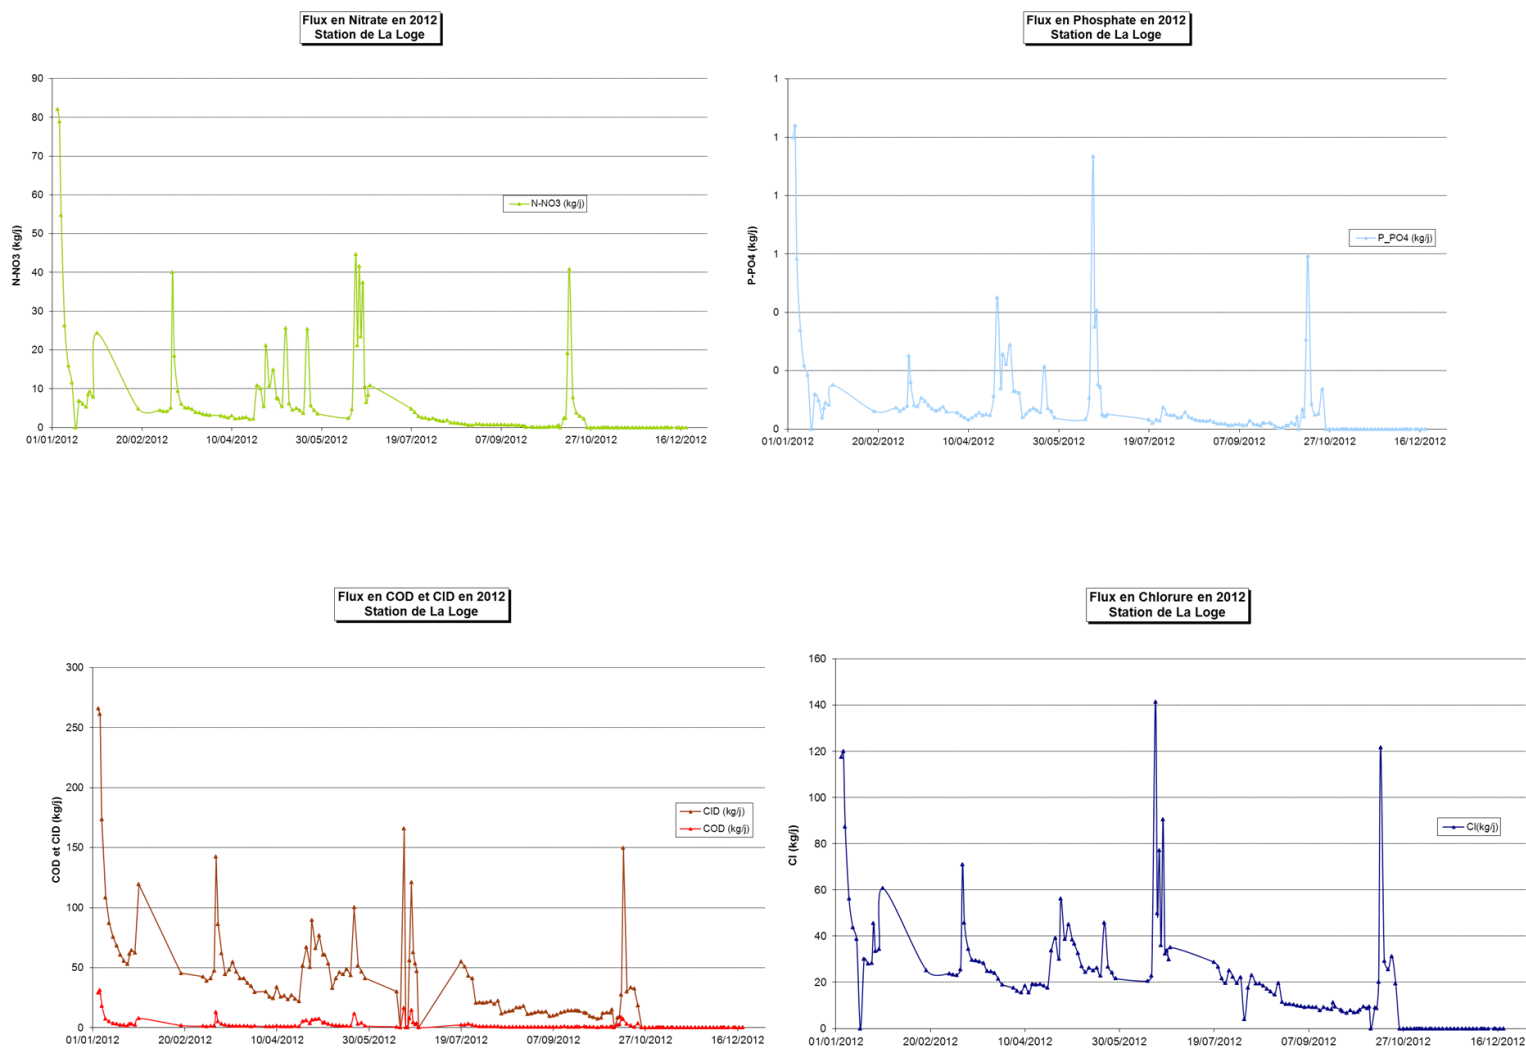 Flux en Nitrate en 2012
Station de La Loge
90
80
70
60
50
40
30
20
10
0
N-NO3 (kg/j)
N-NO3 (kg/j)
01/01/2012 20/02/2012 10/04/2012 30/05/2012 19/07/2012 07/09/2012 27/10/2012 16/12/2012
Flux en Phosphate en 2012
Station de La Loge
1
1
1
1
0
0
0
P-PO4 (kg/j)
P_PO4 (kg/j)
01/01/2012 20/02/2012 10/04/2012 30/05/2012 19/07/2012 07/09/2012 27/10/2012 16/12/2012
Flux en COD et CID en 2012
Station de La Loge
300
250
200
150
100
50
0
COD et CID (kg/j)
CID (kg/j)
COD (kg/j)
01/01/2012 20/02/2012 10/04/2012 30/05/2012 19/07/2012 07/09/2012 27/10/2012 16/12/2012
Flux en Chlorure en 2012
Station de La Loge
160
140
120
100
80
60
40
20
0
Cl (kg/j)
Cl(kg/j)
01/01/2012 20/02/2012 10/04/2012 30/05/2012 19/07/2012 07/09/2012 27/10/2012 16/12/2012